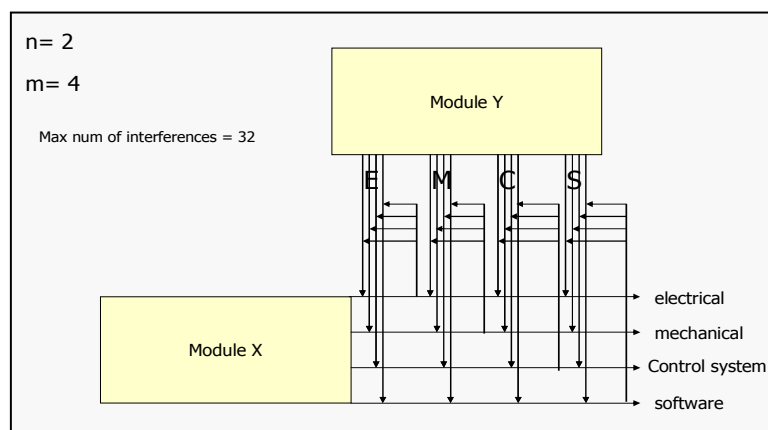 n= 2
m= 4
Max num of interferences = 32
Module Y
E M C S
Module X
electrical
mechanical
Control system
software